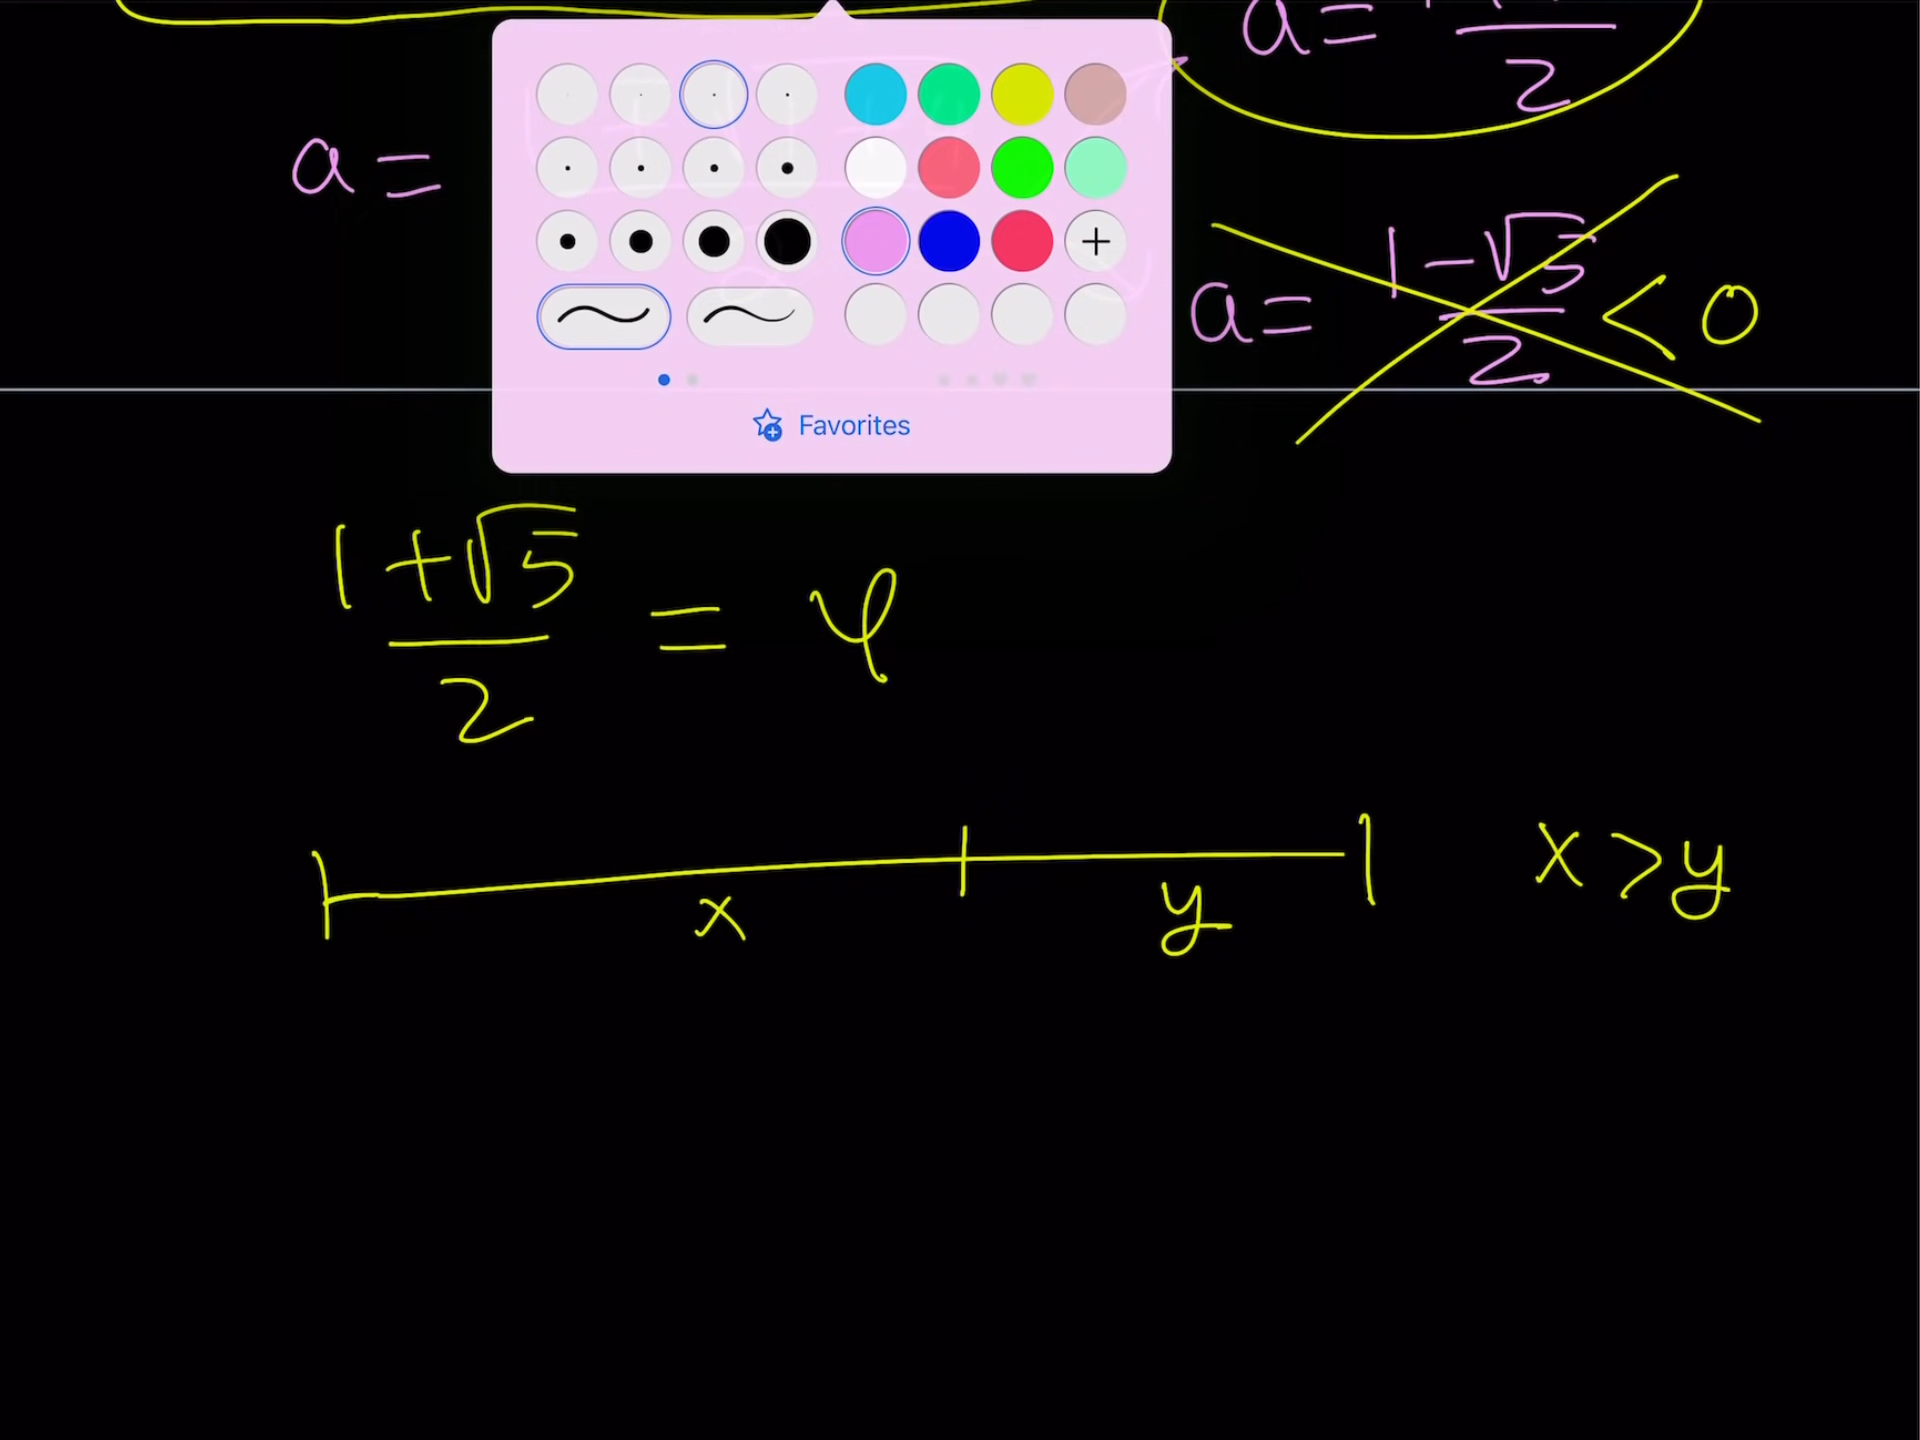 a =
2
a =
1 - √5 / 2 < 0
Favorites
1 + √5 / 2 = φ
x y x > y